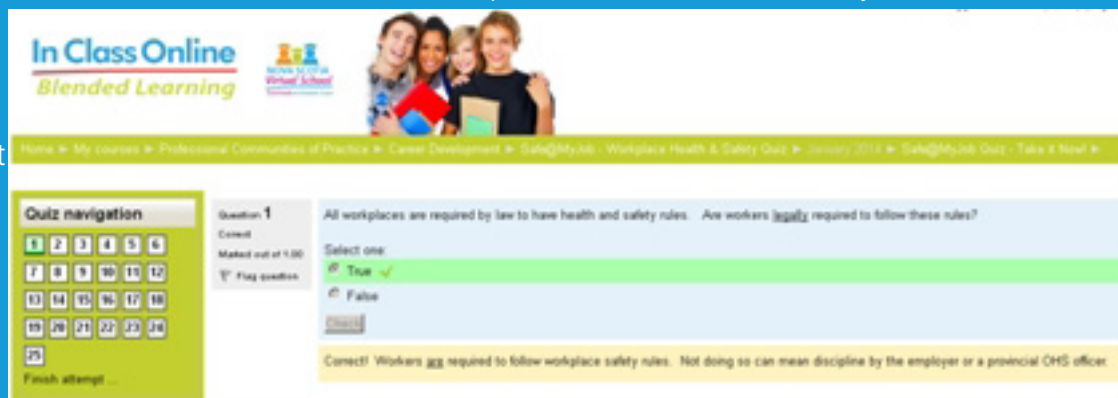 In Class Online
Blended Learning
NOVA SCOTIA
Virtual School
Home ► My courses ► Professional Communities of Practice ► Career Development ► Safe@MyJob - Workplace Health & Safety Quiz ► January 2014 ► Safe@MyJob Quiz - Take it Now! ►
t
Quiz navigation
1 2 3 4 5 6
7 8 9 10 11 12
13 14 15 16 17 18
19 20 21 22 23 24
25
Finish attempt ...
Question 1
Correct
Marked out of 1.00
Flag question
All workplaces are required by law to have health and safety rules. Are workers legally required to follow these rules?
Select one:
True
False
Check
Correct! Workers are required to follow workplace safety rules. Not doing so can mean discipline by the employer or a provincial OHS officer.